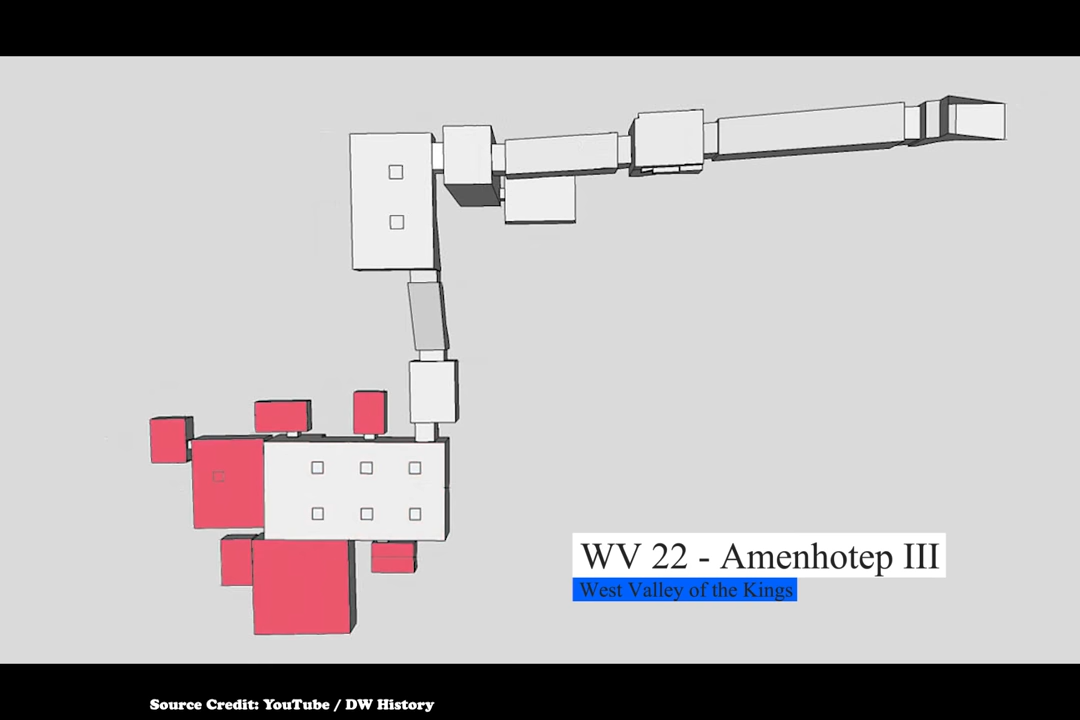 WV 22 - Amenhotep III
West Valley of the Kings
Source Credit: YouTube / DW History